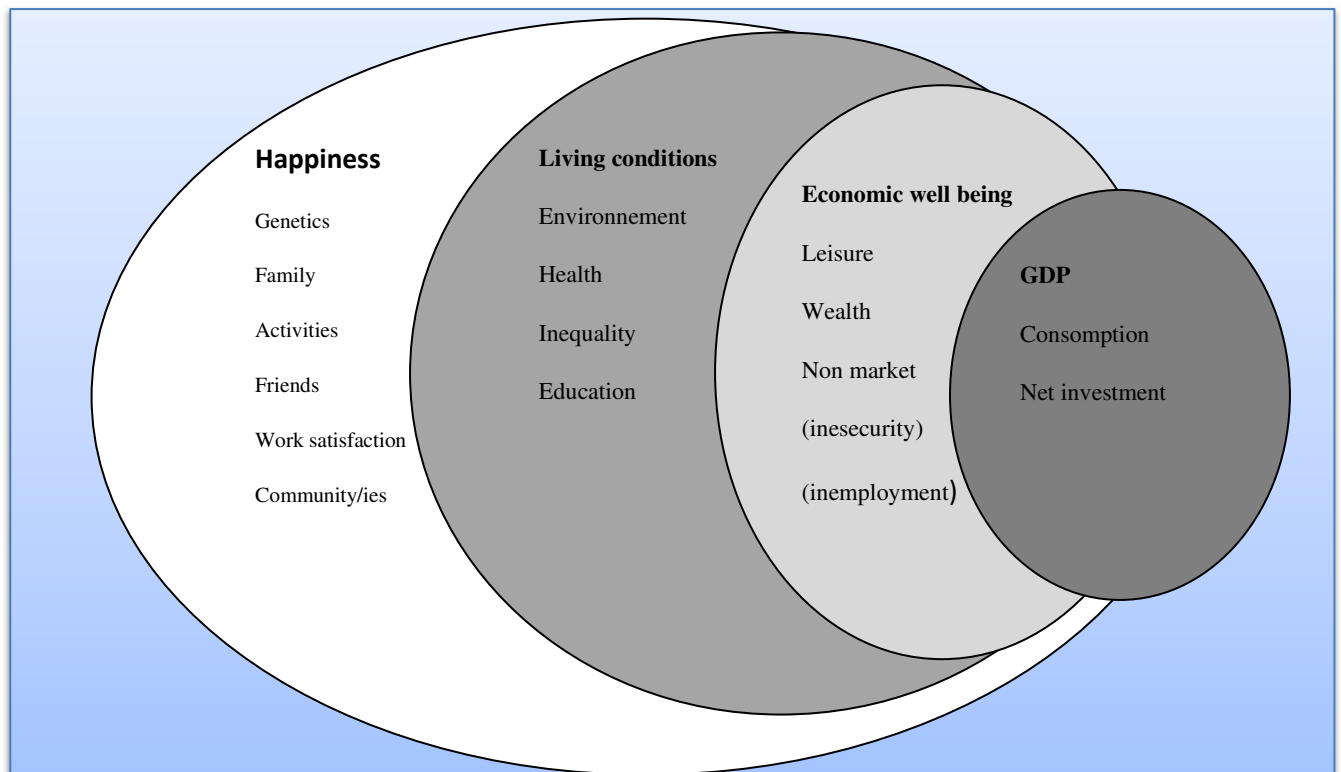 Happiness
Genetics
Family
Activities
Friends
Work satisfaction
Community/ies
Living conditions
Environnement
Health
Inequality
Education
Economic well being
Leisure
Wealth
Non market
(inesecurity)
(inemployment)
GDP
Consomption
Net investment